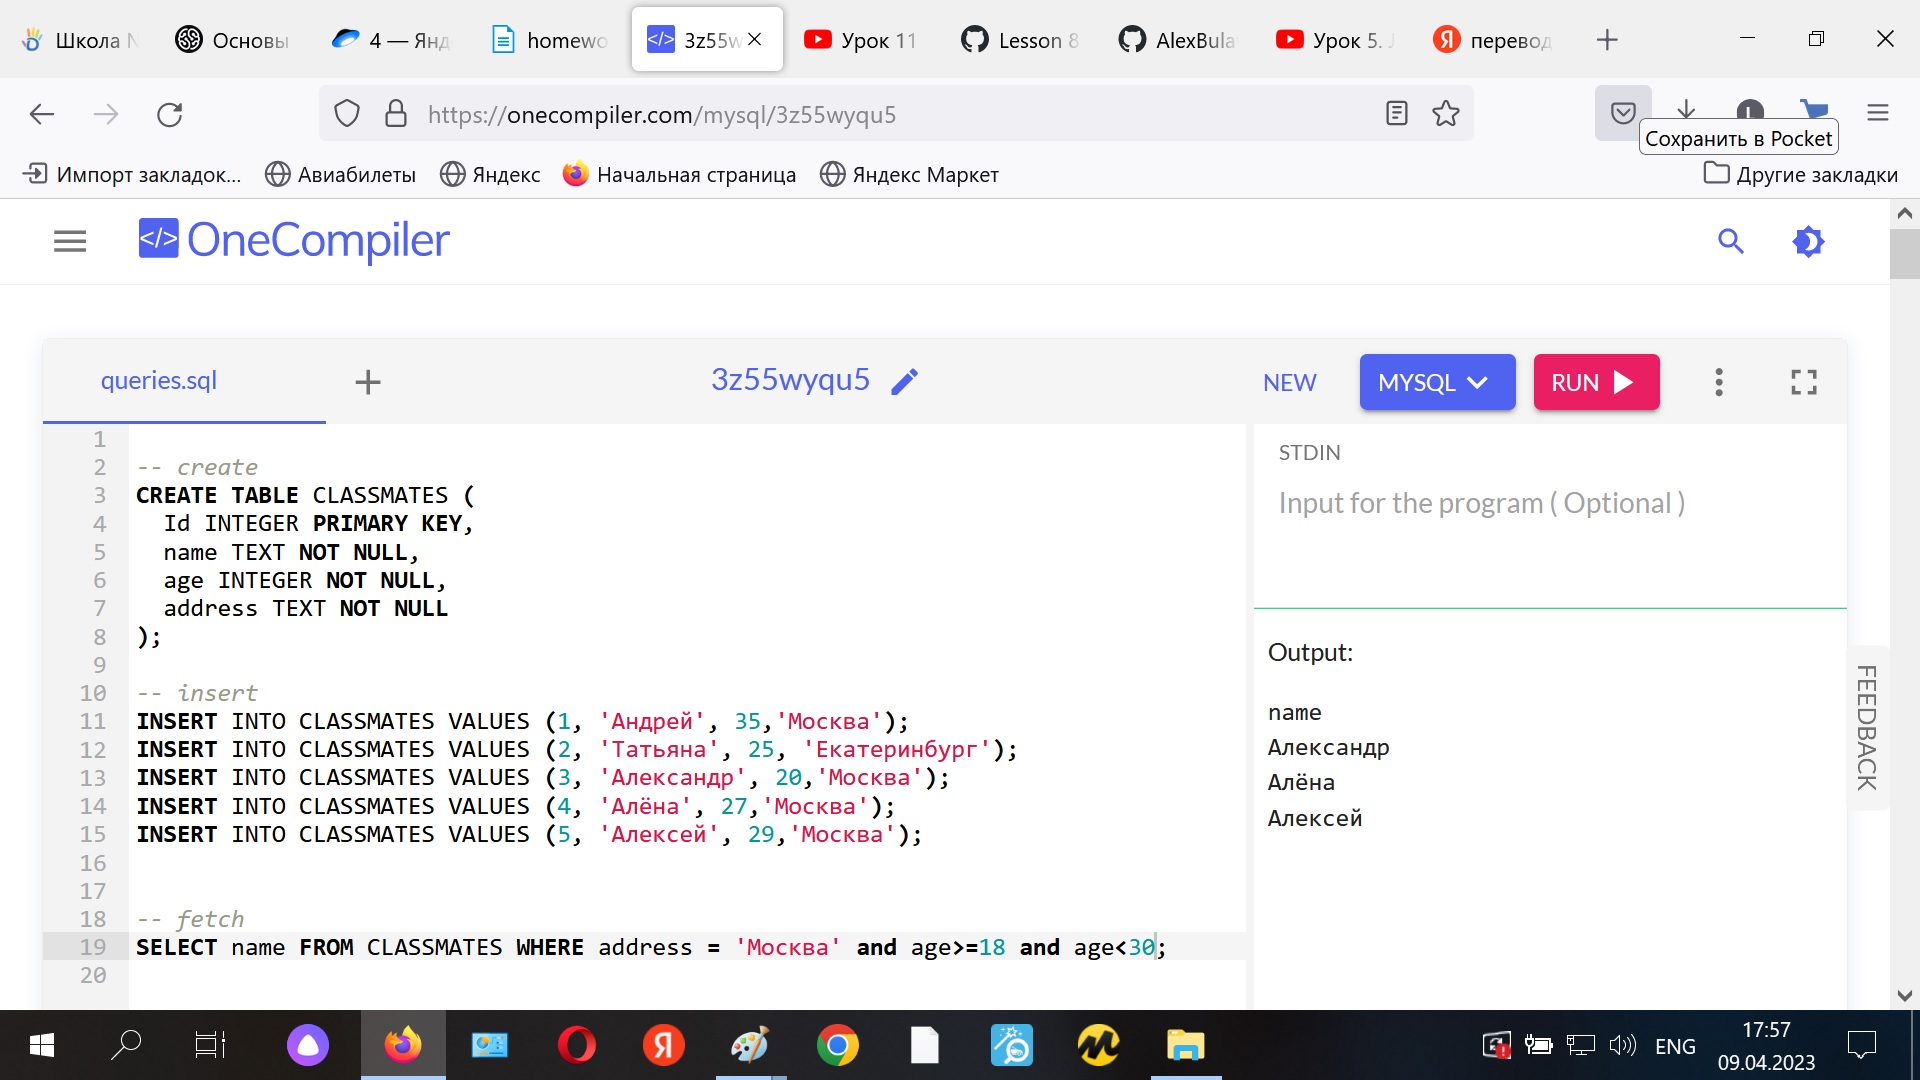 Школа
Основы
4 — Янд
homewo
3z55w
Урок 11
Lesson 8
AlexBula
Урок 5.
перевод
https://onecompiler.com/mysql/3z55wyqu5
Сохранить в Pocket
Импорт закладок...
Авиабилеты
Яндекс
Начальная страница
Яндекс Маркет
Другие закладки
</> OneCompiler
queries.sql
3z55wyqu5
NEW
MYSQL
RUN
1
2 -- create
3 CREATE TABLE CLASSMATES (
4 Id INTEGER PRIMARY KEY,
5 name TEXT NOT NULL,
6 age INTEGER NOT NULL,
7 address TEXT NOT NULL
8 );
9
10 -- insert
11 INSERT INTO CLASSMATES VALUES (1, 'Андрей', 35,'Москва');
12 INSERT INTO CLASSMATES VALUES (2, 'Татьяна', 25, 'Екатеринбург');
13 INSERT INTO CLASSMATES VALUES (3, 'Александр', 20,'Москва');
14 INSERT INTO CLASSMATES VALUES (4, 'Алёна', 27,'Москва');
15 INSERT INTO CLASSMATES VALUES (5, 'Алексей', 29,'Москва');
16
17
18 -- fetch
19 SELECT name FROM CLASSMATES WHERE address = 'Москва' and age>=18 and age<30;
20
STDIN
Input for the program ( Optional )
Output:
name
Александр
Алёна
Алексей
FEEDBACK
ENG
17:57
09.04.2023